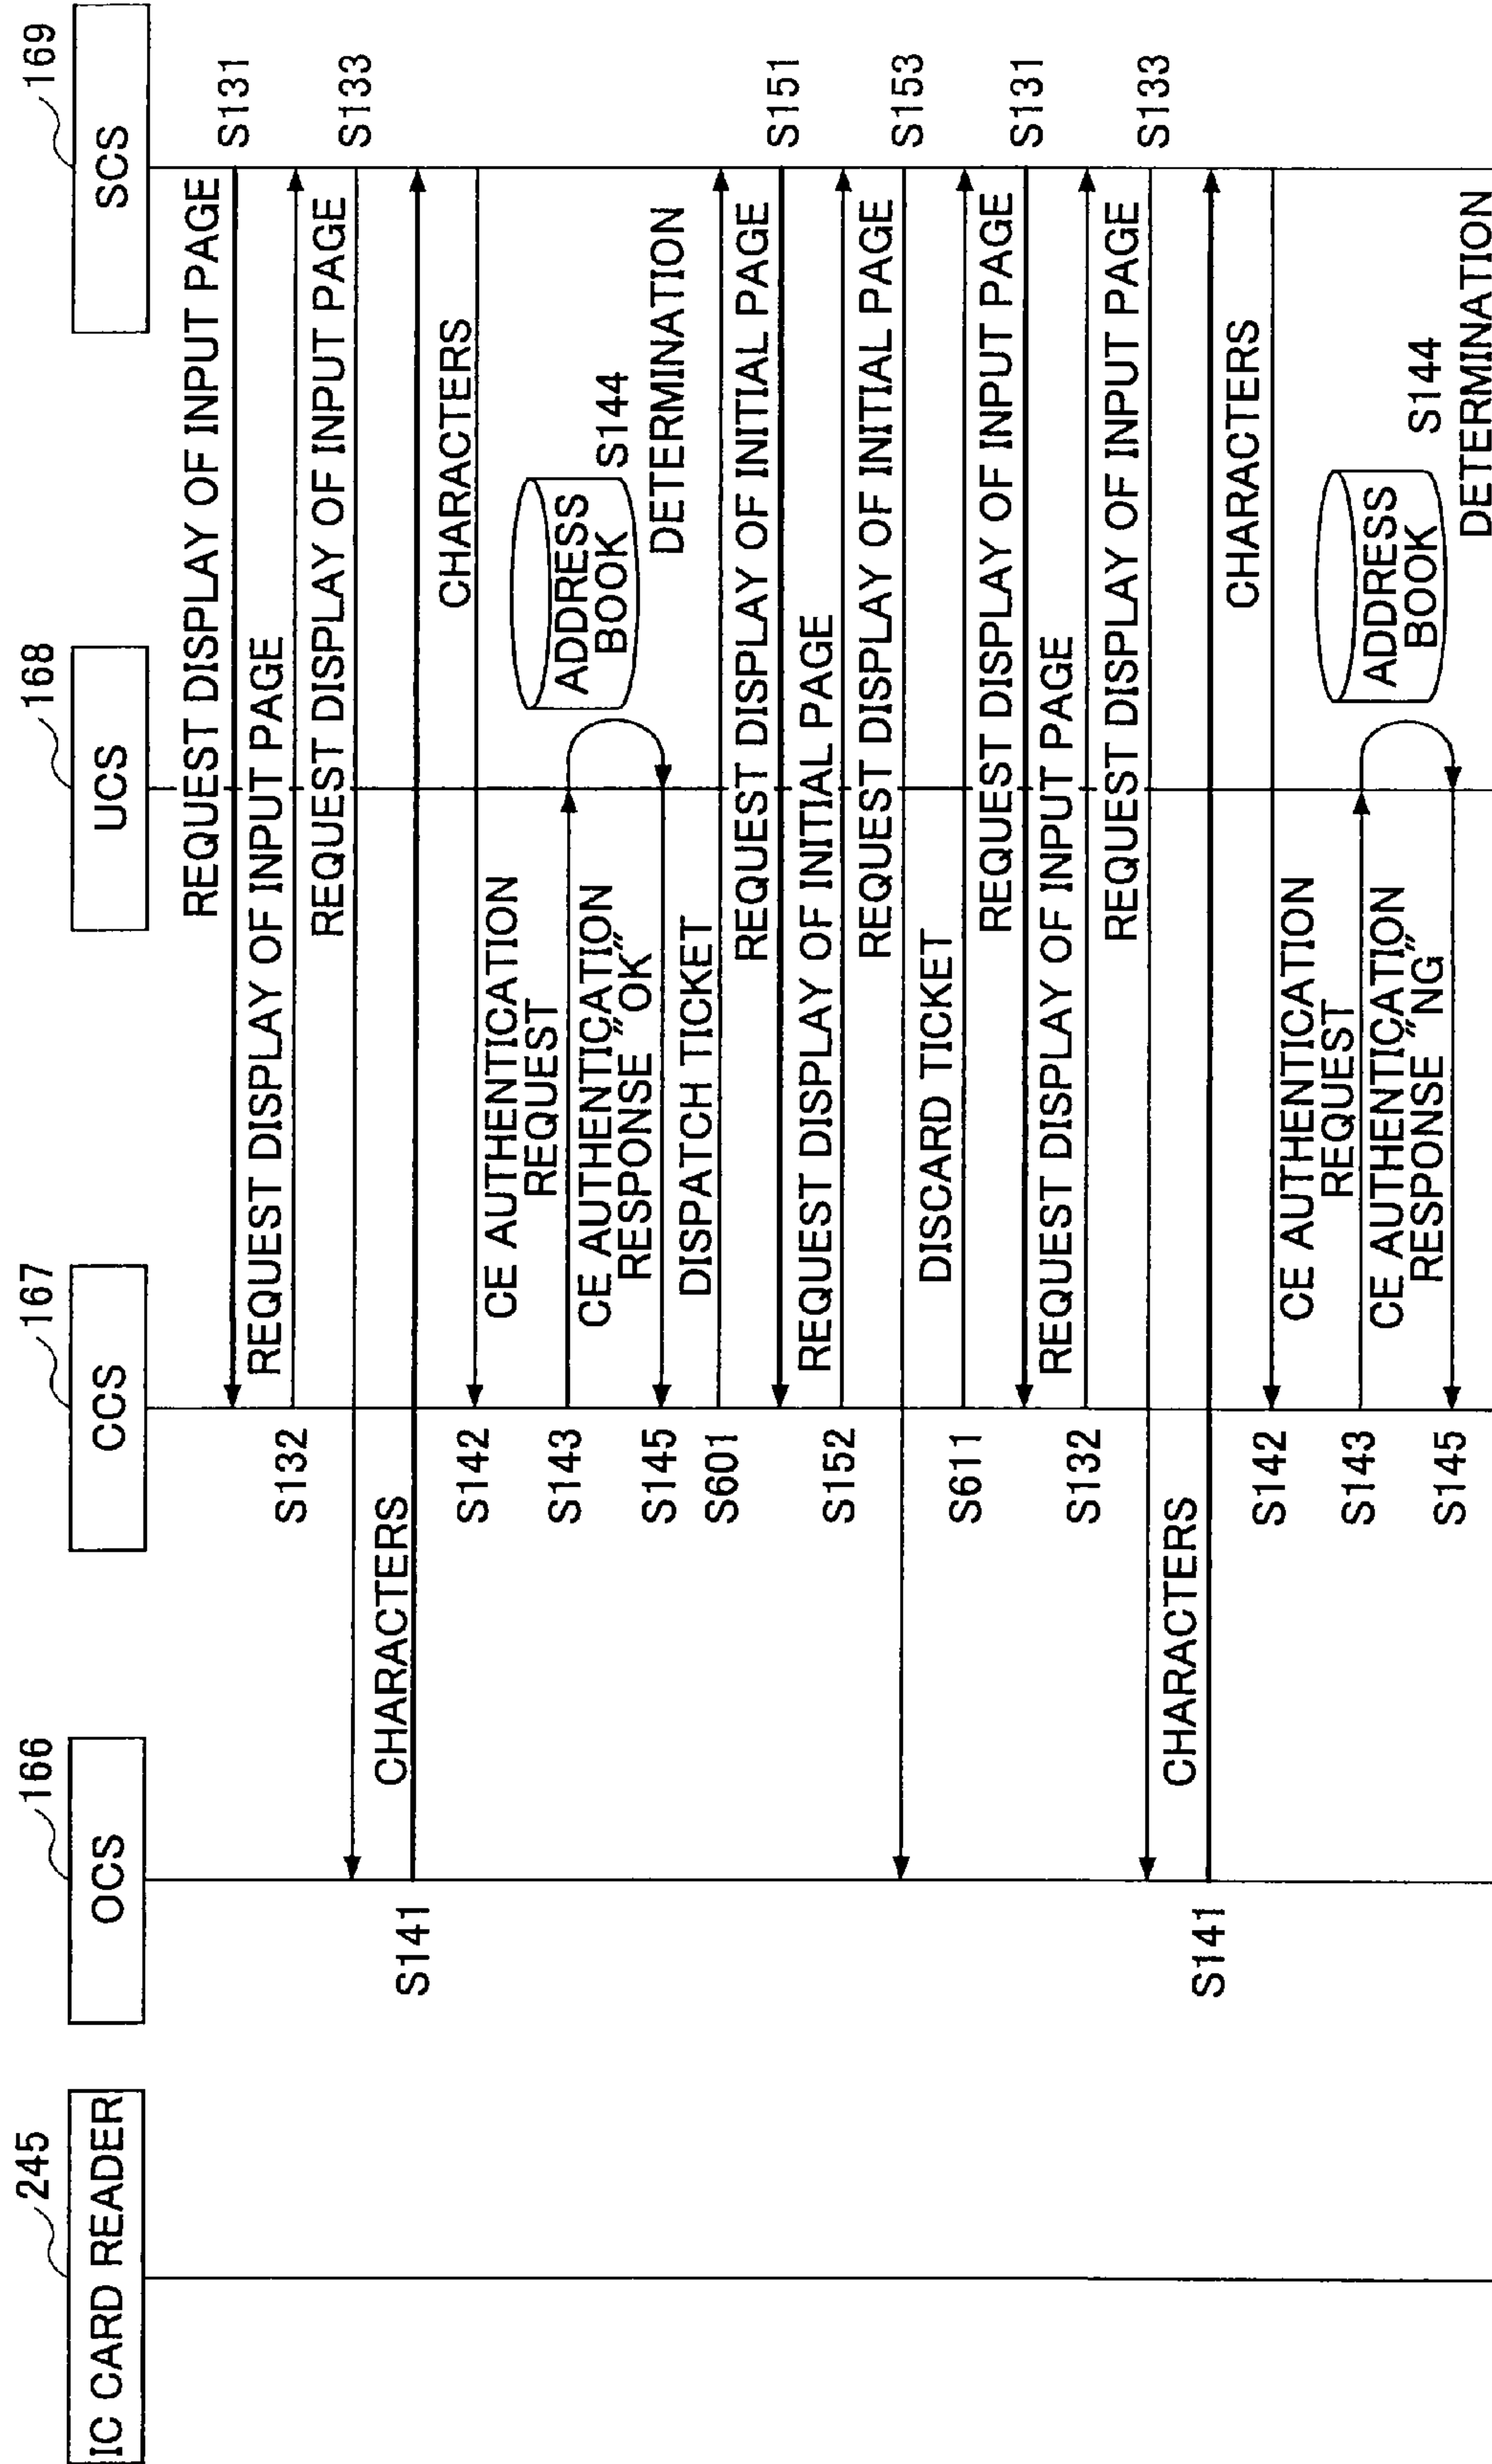 245
IC CARD READER
166
OCS
167
CCS
168
UCS
169
SCS
REQUEST DISPLAY OF INPUT PAGE
S131
S132
REQUEST DISPLAY OF INPUT PAGE
REQUEST DISPLAY OF INPUT PAGE
S133
S141
CHARACTERS
S142
CHARACTERS
S143
CE AUTHENTICATION
REQUEST
ADDRESS
BOOK
S144
DETERMINATION
S145
CE AUTHENTICATION
RESPONSE "OK"
S601
DISPATCH TICKET
REQUEST DISPLAY OF INITIAL PAGE
S151
S152
REQUEST DISPLAY OF INITIAL PAGE
REQUEST DISPLAY OF INITIAL PAGE
S153
S611
DISCARD TICKET
REQUEST DISPLAY OF INPUT PAGE
S131
S132
REQUEST DISPLAY OF INPUT PAGE
REQUEST DISPLAY OF INPUT PAGE
S133
S141
CHARACTERS
S142
CHARACTERS
S143
CE AUTHENTICATION
REQUEST
ADDRESS
BOOK
S144
DETERMINATION
S145
CE AUTHENTICATION
RESPONSE "NG"